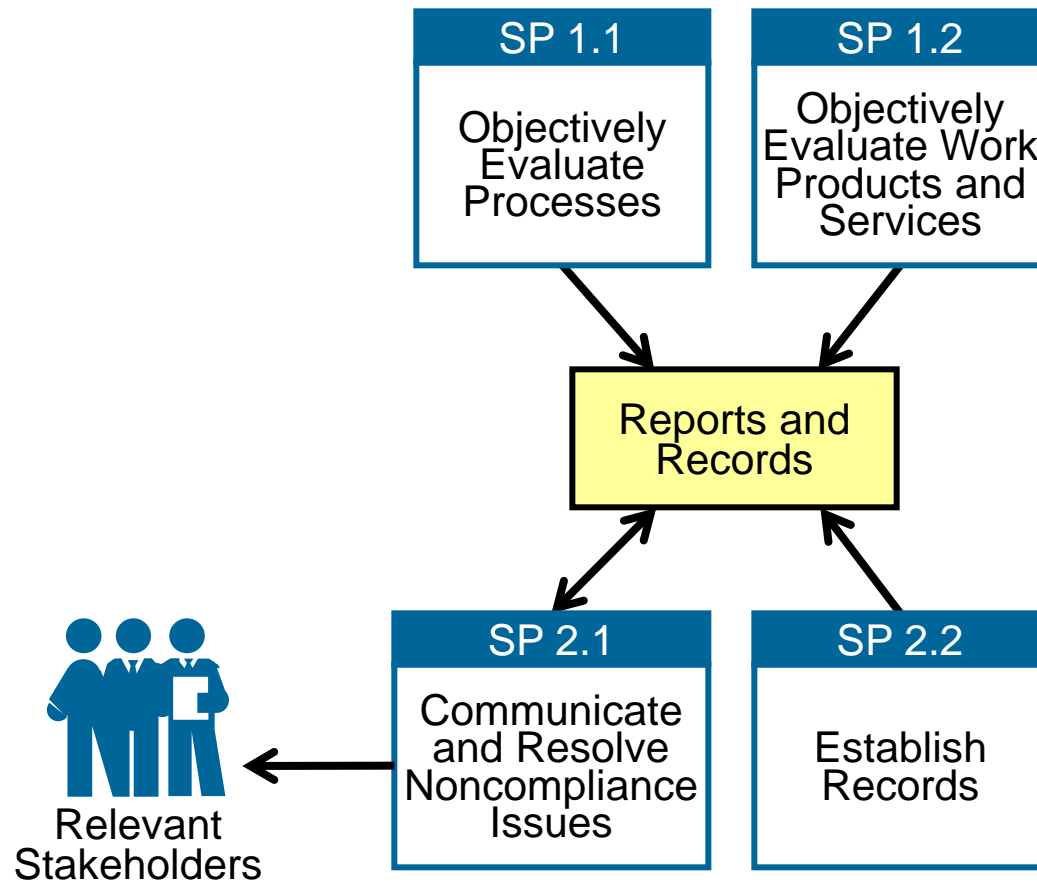 SP 1.1
Objectively
Evaluate
Processes
SP 1.2
Objectively
Evaluate Work
Products and
Services
Reports and
Records
SP 2.1
Communicate
and Resolve
Noncompliance
Issues
SP 2.2
Establish
Records
Relevant
Stakeholders